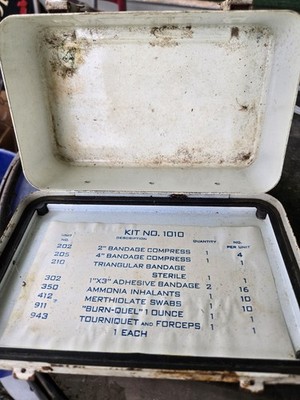 KIT NO. 1010
UNIT NO. DESCRIPTION QUANTITY NO. PER UNIT
202 2" BANDAGE COMPRESS 1 4
205 4" BANDAGE COMPRESS 1 1
210 TRIANGULAR BANDAGE
STERILE 1 1
302 1"X3" ADHESIVE BANDAGE 2 16
350 AMMONIA INHALANTS 1 10
412 MERTHIOLATE SWABS 1 10
911 "BURN-QUEL" 1 OUNCE 1 1
943 TOURNIQUET AND FORCEPS 1 1
1 EACH